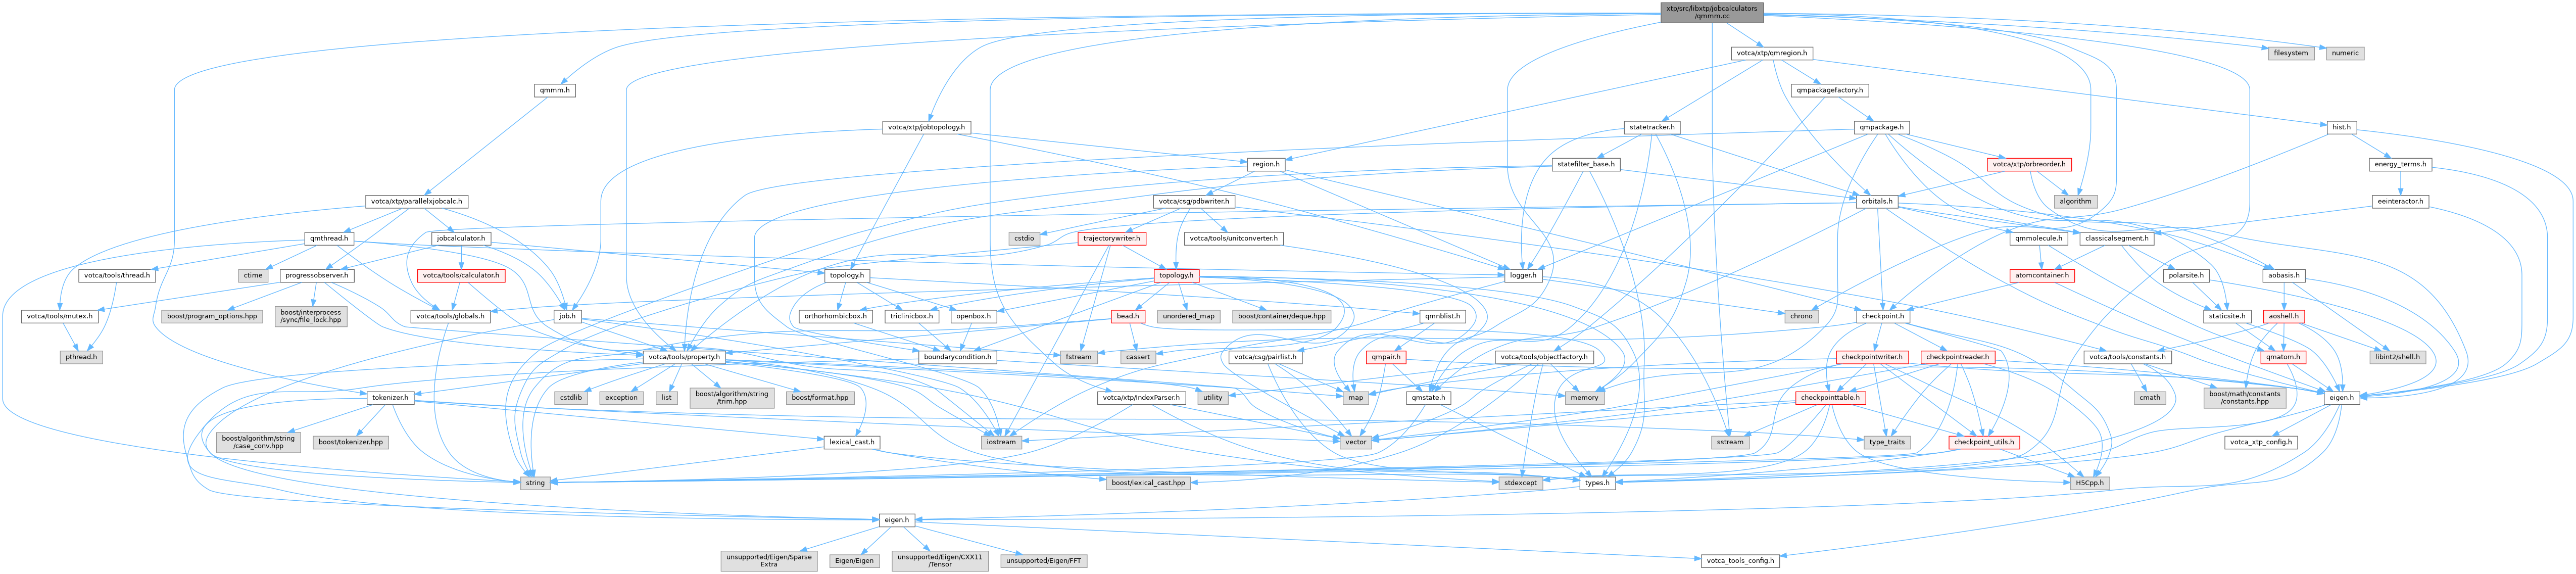 xtp/src/libxtp/jobcalculators
/qmmm.cc
votca/xtp/qmregion.h
filesystem
numeric
qmmm.h
qmpackagefactory.h
votca/xtp/jobtopology.h
statetracker.h
qmpackage.h
hist.h
region.h
statefilter_base.h
votca/xtp/orbreorder.h
energy_terms.h
votca/xtp/parallelxjobcalc.h
votca/csg/pdbwriter.h
orbitals.h
algorithm
eeinteractor.h
qmthread.h
jobcalculator.h
cstdio
trajectorywriter.h
votca/tools/unitconverter.h
qmmolecule.h
classicalsegment.h
votca/tools/thread.h
ctime
progressobserver.h
votca/tools/calculator.h
topology.h
topology.h
logger.h
atomcontainer.h
polarsite.h
aobasis.h
votca/tools/mutex.h
boost/program_options.hpp
boost/interprocess
/sync/file_lock.hpp
votca/tools/globals.h
job.h
orthorhombicbox.h
triclinicbox.h
openbox.h
bead.h
unordered_map
boost/container/deque.hpp
qmnblist.h
chrono
checkpoint.h
staticsite.h
aoshell.h
pthread.h
votca/tools/property.h
boundarycondition.h
fstream
cassert
votca/csg/pairlist.h
qmpair.h
votca/tools/objectfactory.h
checkpointwriter.h
checkpointreader.h
votca/tools/constants.h
qmatom.h
libint2/shell.h
tokenizer.h
cstdlib
exception
list
boost/algorithm/string
/trim.hpp
boost/format.hpp
votca/xtp/IndexParser.h
utility
map
qmstate.h
memory
checkpointtable.h
cmath
boost/math/constants
/constants.hpp
eigen.h
boost/algorithm/string
/case_conv.hpp
boost/tokenizer.hpp
lexical_cast.h
iostream
vector
sstream
type_traits
checkpoint_utils.h
votca_xtp_config.h
string
boost/lexical_cast.hpp
stdexcept
types.h
H5Cpp.h
eigen.h
unsupported/Eigen/Sparse
Extra
Eigen/Eigen
unsupported/Eigen/CXX11
/Tensor
unsupported/Eigen/FFT
votca_tools_config.h